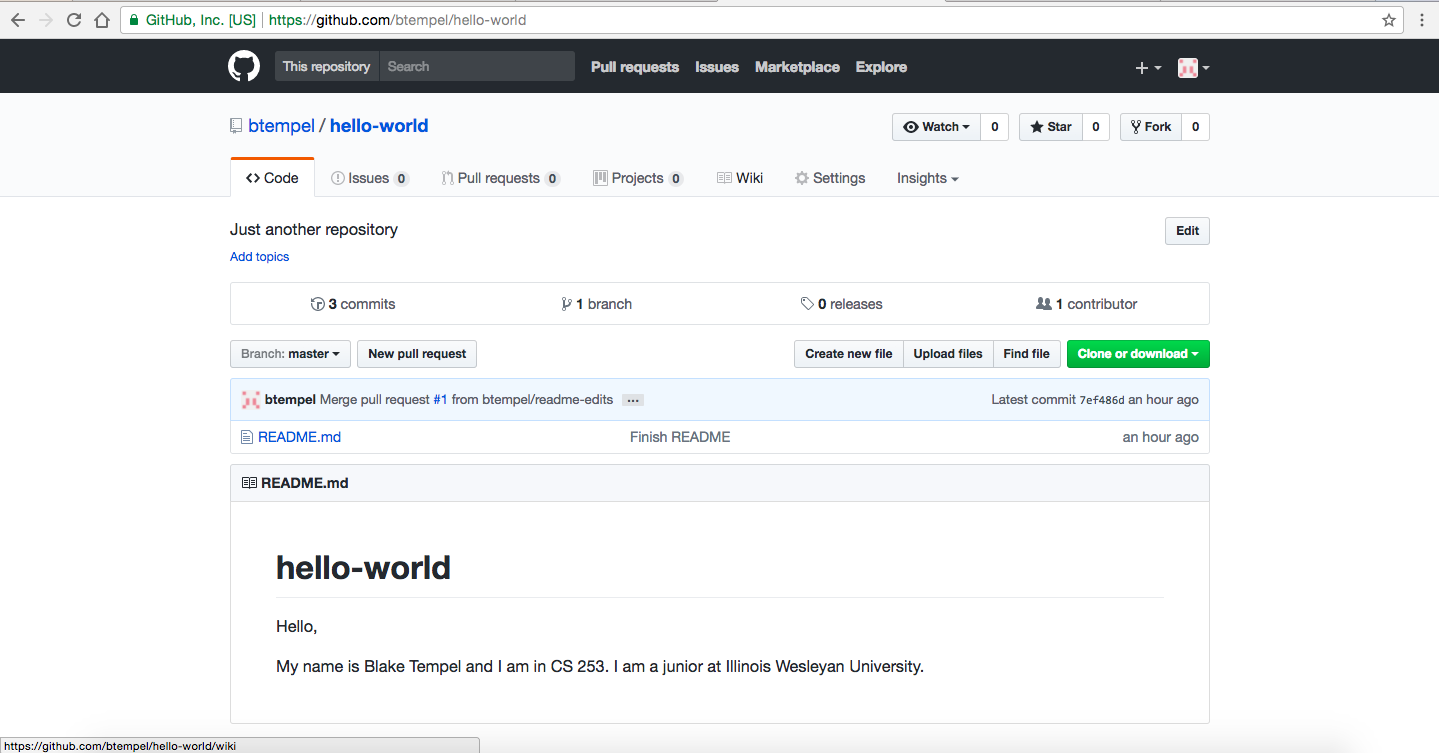 GitHub, Inc. [US] https://github.com/btempel/hello-world
This repository Search Pull requests Issues Marketplace Explore
btempel / hello-world Watch 0 Star 0 Fork 0
Code Issues 0 Pull requests 0 Projects 0 Wiki Settings Insights
Just another repository Edit
Add topics
3 commits 1 branch 0 releases 1 contributor
Branch: master New pull request Create new file Upload files Find file Clone or download
btempel Merge pull request #1 from btempel/readme-edits ... Latest commit 7ef486d an hour ago
README.md Finish README an hour ago
README.md
hello-world
Hello,
My name is Blake Tempel and I am in CS 253. I am a junior at Illinois Wesleyan University.
https://github.com/btempel/hello-world/wiki